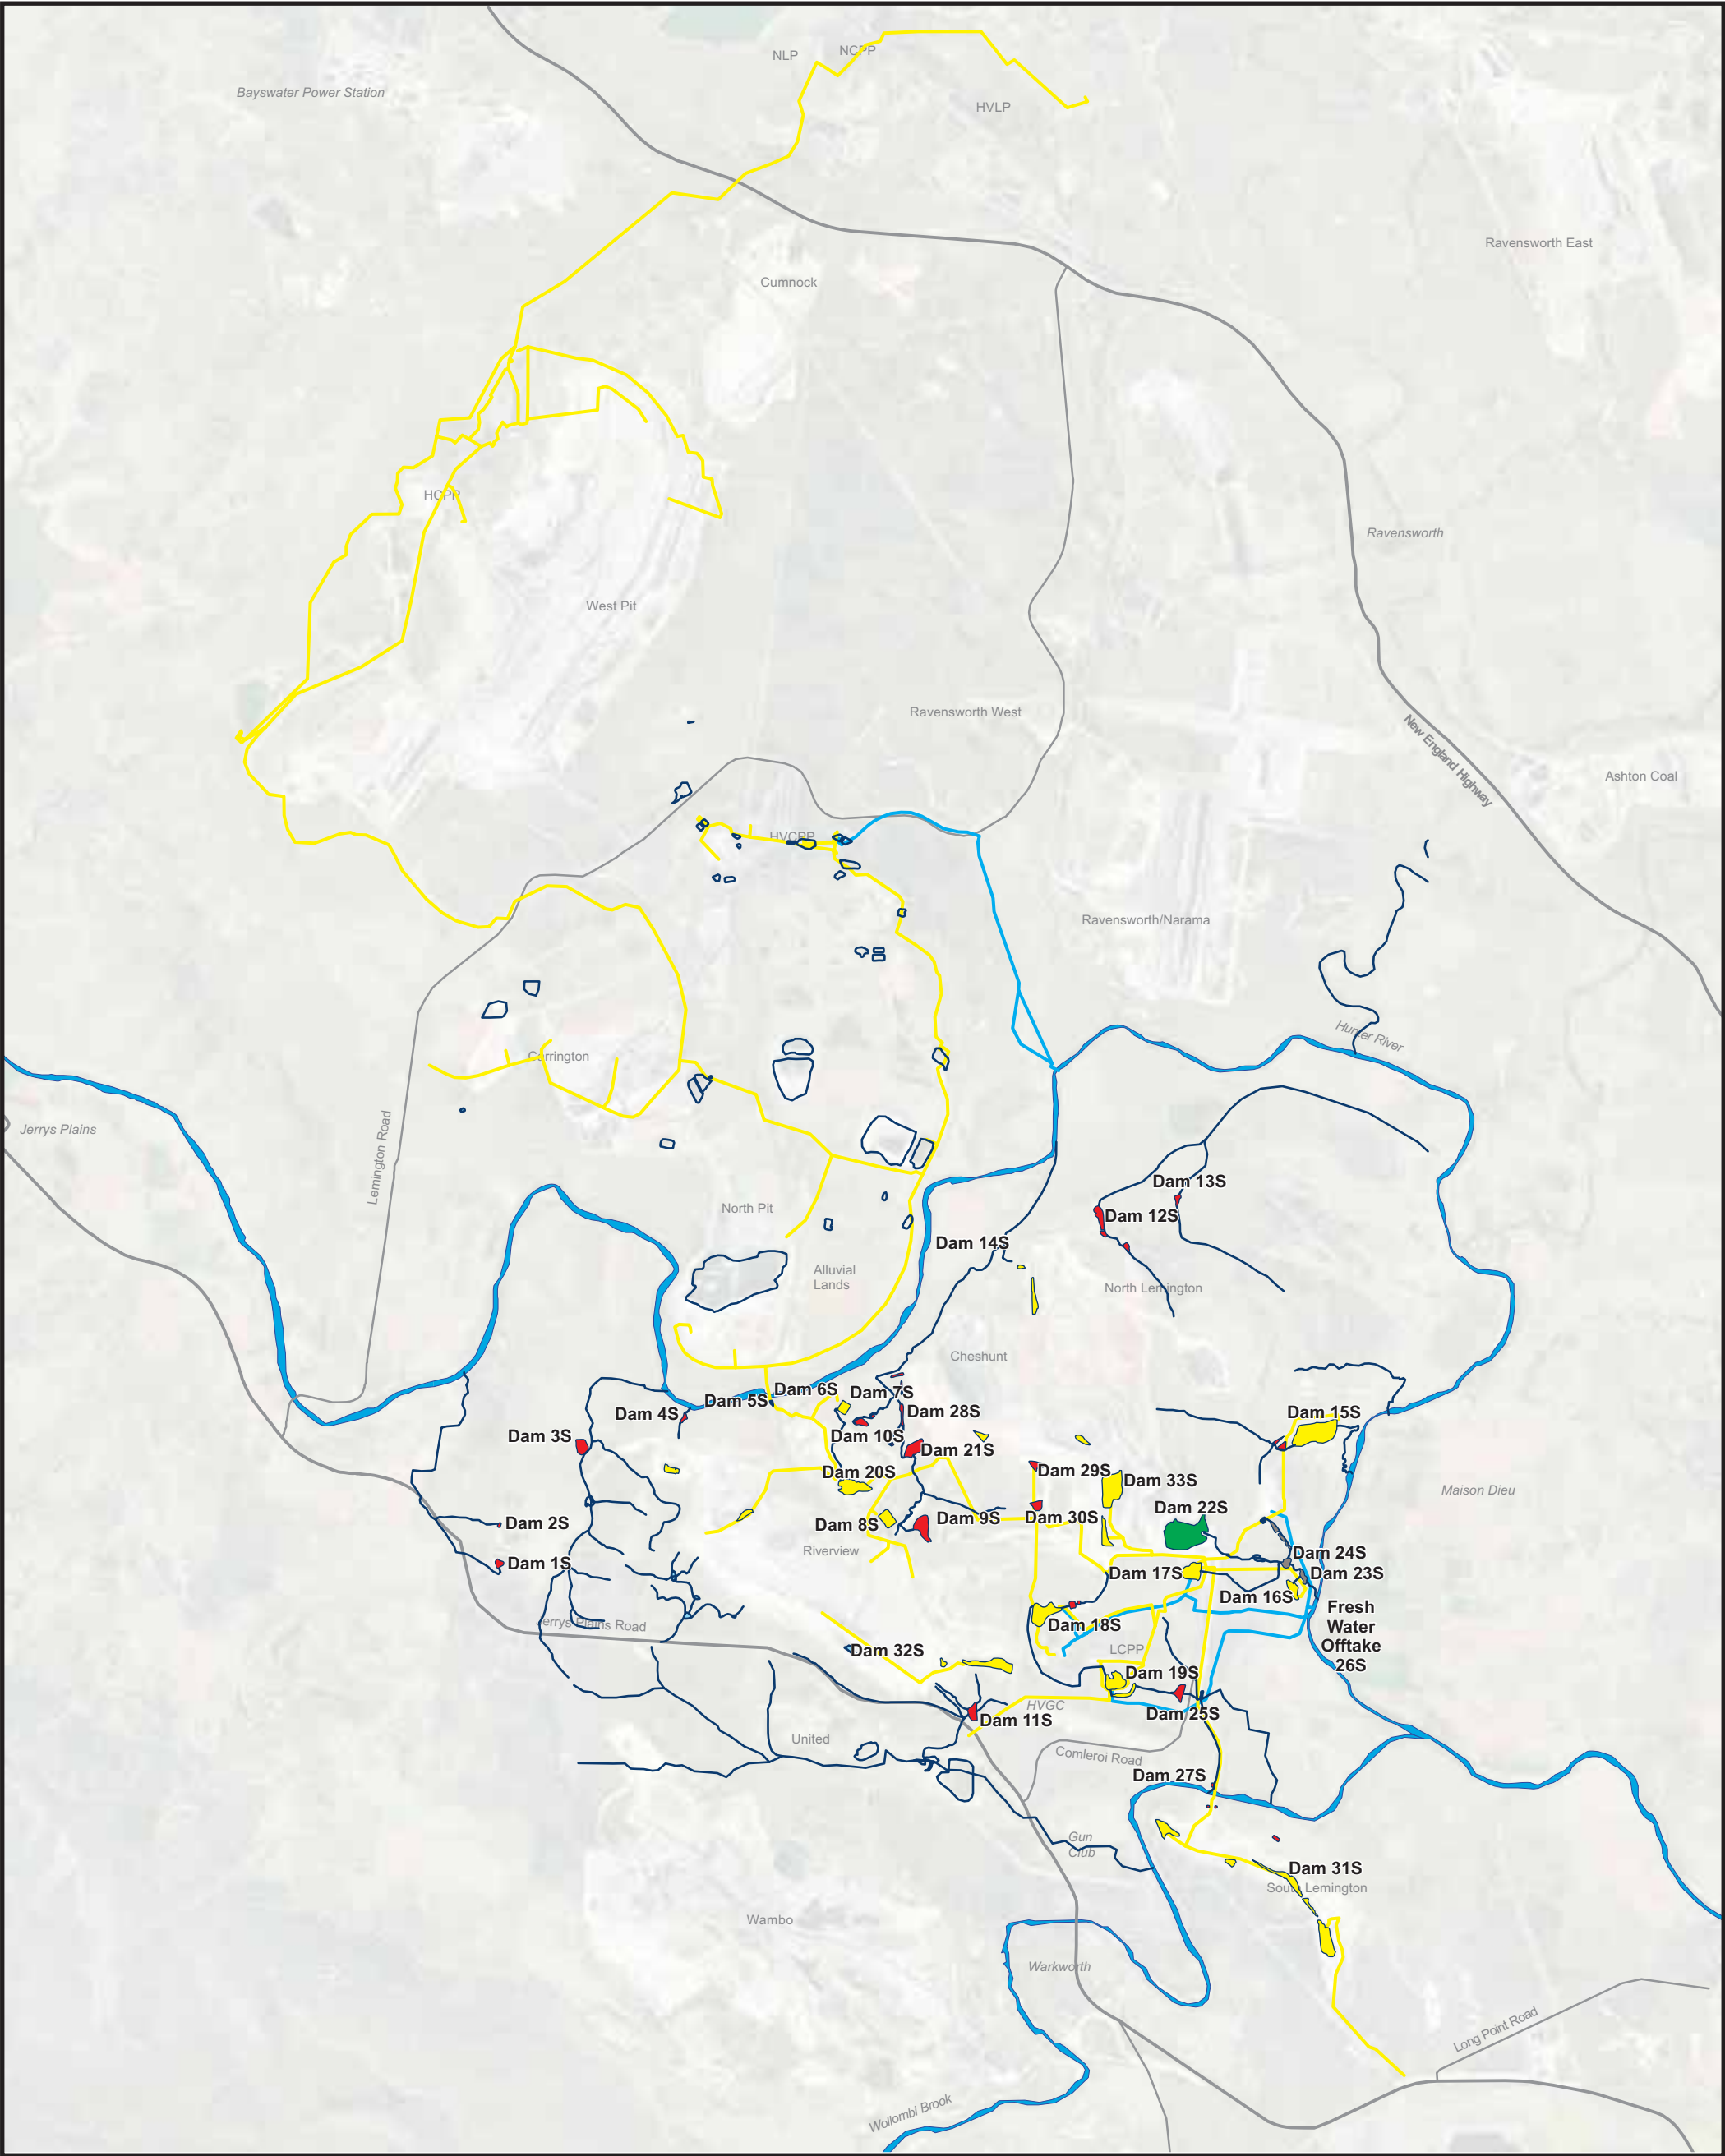 NLP
NCPP
Bayswater Power Station
HVLP
Ravensworth East
Cumnock
HCPP
Ravensworth
West Pit
Ravensworth West
New England Highway
Ashton Coal
HVCPP
Ravensworth/Narama
Hunter River
Carrington
Jerrys Plains
Lemington Road
Dam 13S
North Pit
Dam 12S
Dam 14S
Alluvial
Lands
North Lemington
Cheshunt
Dam 6S
Dam 7S
Dam 5S
Dam 4S
Dam 28S
Dam 15S
Dam 3S
Dam 10S
Dam 21S
Dam 20S
Dam 29S
Dam 33S
Maison Dieu
Dam 22S
Dam 2S
Dam 8S
Dam 9S
Dam 30S
Riverview
Dam 24S
Dam 1S
Dam 17S
Dam 23S
Dam 16S
Fresh
Water
Offtake
26S
Jerrys Plains Road
Dam 18S
Dam 32S
LCPP
Dam 19S
HVGC
Dam 11S
Dam 25S
United
Comleroi Road
Dam 27S
Gun
Club
Dam 31S
South Lemington
Wambo
Warkworth
Long Point Road
Wollombi Brook